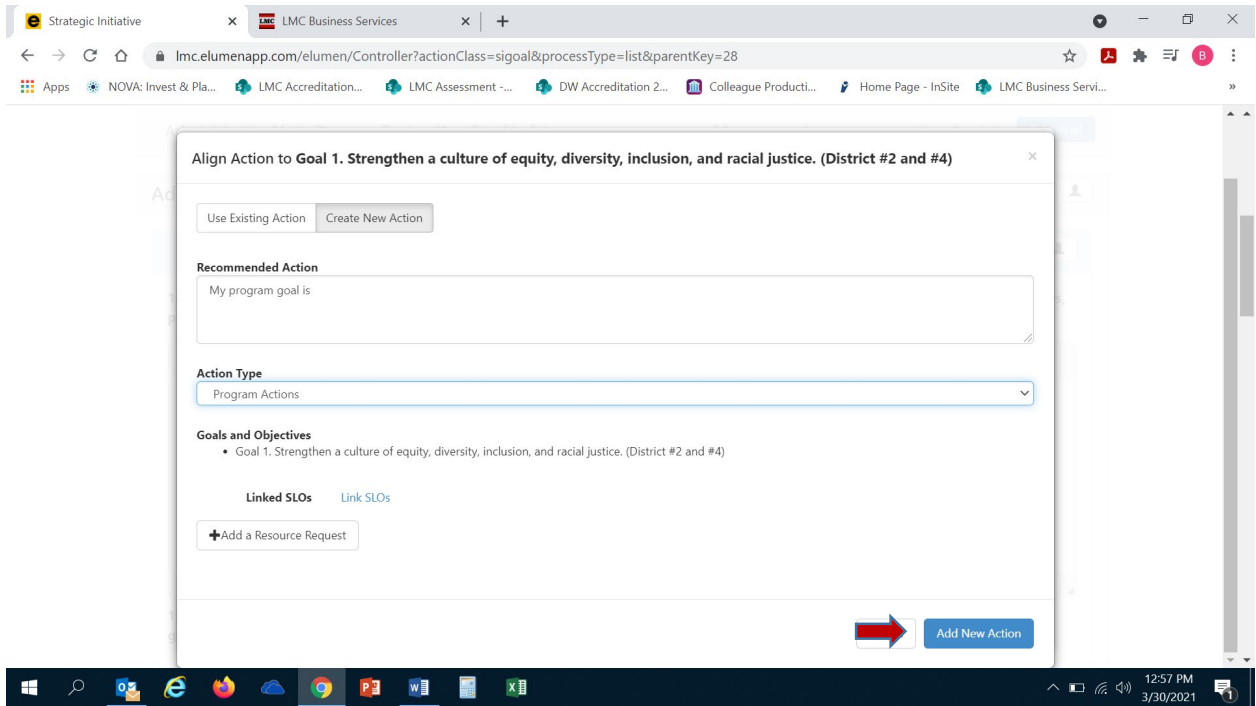 Strategic Initiative
LMC Business Services
lmc.elumenapp.com/elumen/Controller?actionClass=sigoal&processType=list&parentKey=28
B
Apps NOVA: Invest & Pla... LMC Accreditation... LMC Assessment -... DW Accreditation 2... Colleague Producti... Home Page - InSite LMC Business Servi...
Align Action to Goal 1. Strengthen a culture of equity, diversity, inclusion, and racial justice. (District #2 and #4)
Use Existing Action Create New Action
Recommended Action
My program goal is
Action Type
Program Actions
Goals and Objectives
• Goal 1. Strengthen a culture of equity, diversity, inclusion, and racial justice. (District #2 and #4)
Linked SLOs Link SLOs
+Add a Resource Request
Add New Action
12:57 PM
3/30/2021
1